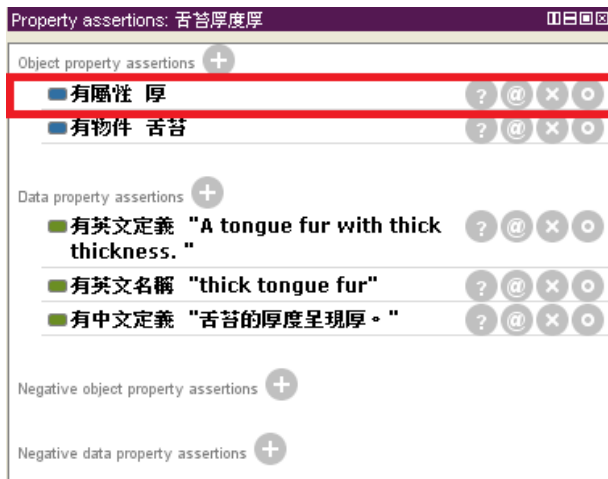 Property assertions: 舌苔厚度厚
Object property assertions
有屬性 厚
有物件 舌苔
Data property assertions
有英文定義 "A tongue fur with thick
thickness. "
有英文名稱 "thick tongue fur"
有中文定義 "舌苔的厚度呈現厚。"
Negative object property assertions
Negative data property assertions